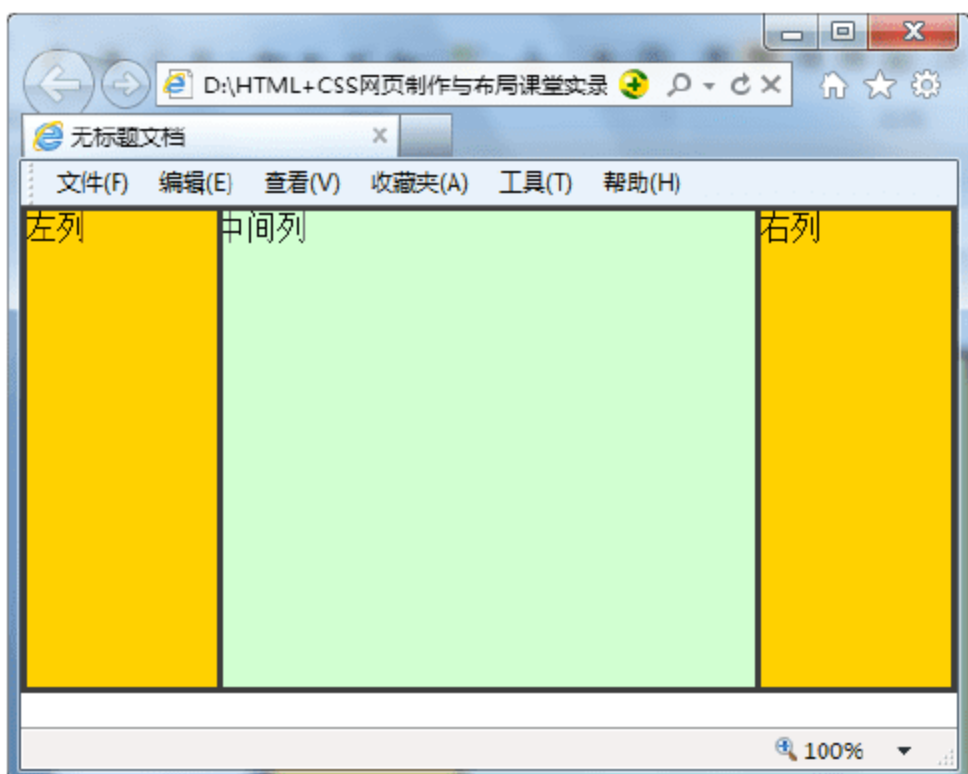 D:\HTML+CSS网页制作与布局课堂实录
无标题文档
文件(F) 编辑(E) 查看(V) 收藏夹(A) 工具(T) 帮助(H)
左列 中间列 右列
100%